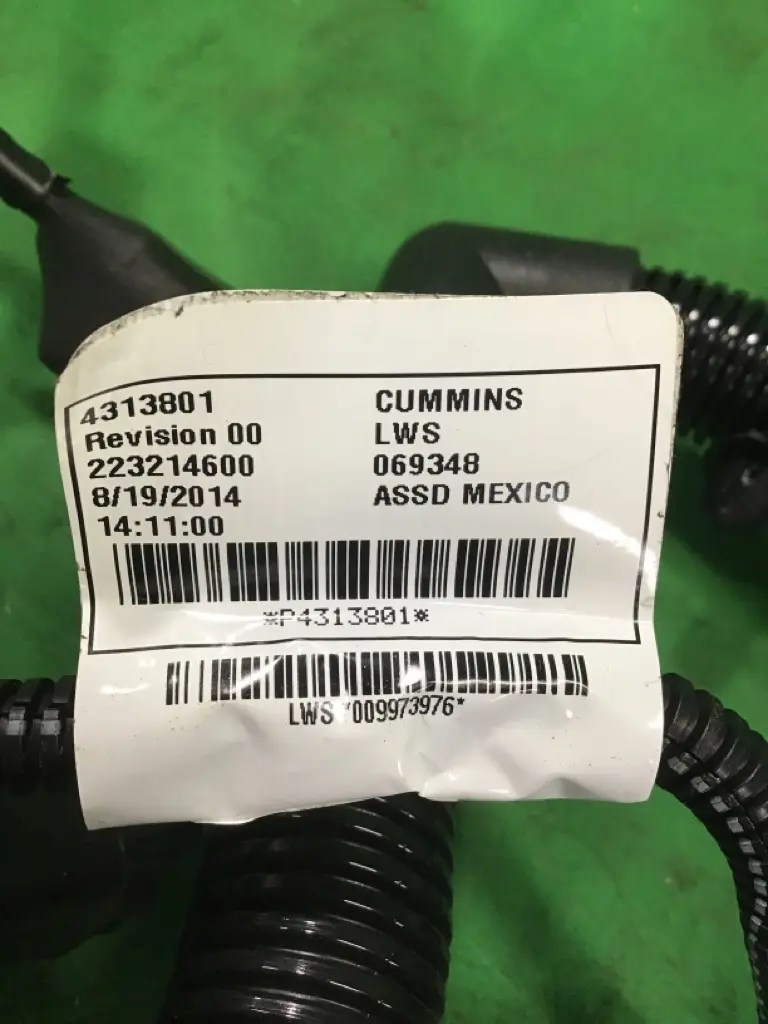 4313801 CUMMINS
Revision 00 LWS
223214600 069348
8/19/2014 ASSD MEXICO
14:11:00
*P4313801*
LWS *009973976*